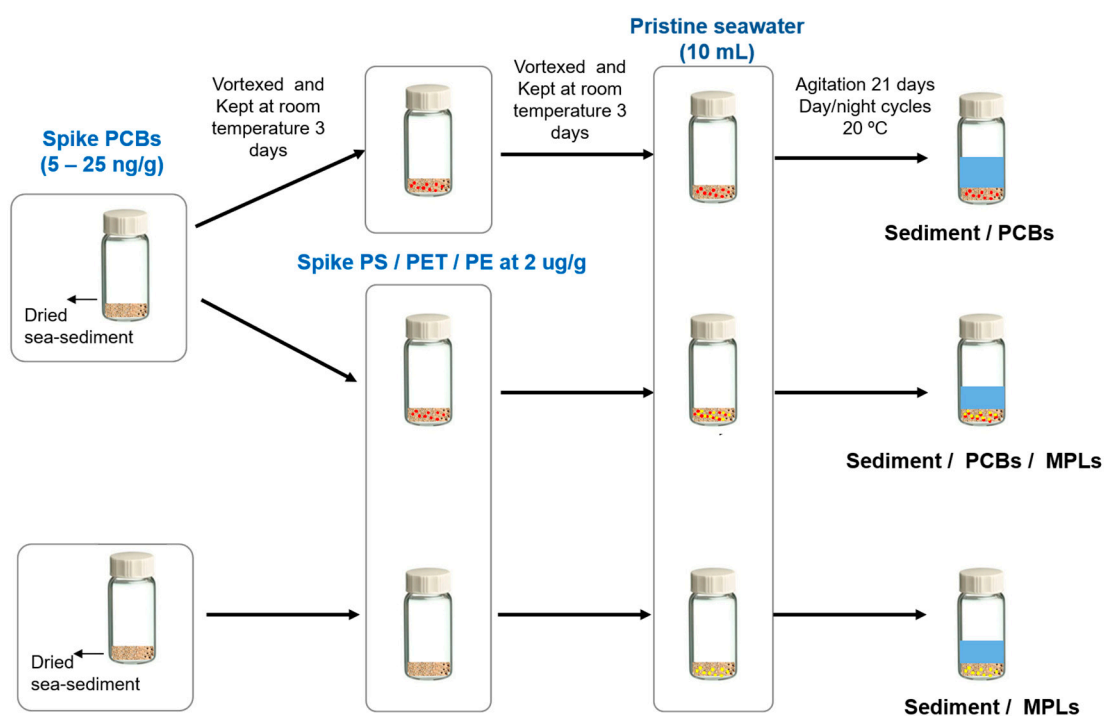 Pristine seawater
(10 mL)
Vortexed and
Kept at room
temperature 3
days
Vortexed and
Kept at room
temperature 3
days
Agitation 21 days
Day/night cycles
20 ºC
Spike PCBs
(5 – 25 ng/g)
Dried
sea-sediment
Sediment / PCBs
Spike PS / PET / PE at 2 ug/g
Sediment / PCBs / MPLs
Dried
sea-sediment
Sediment / MPLs